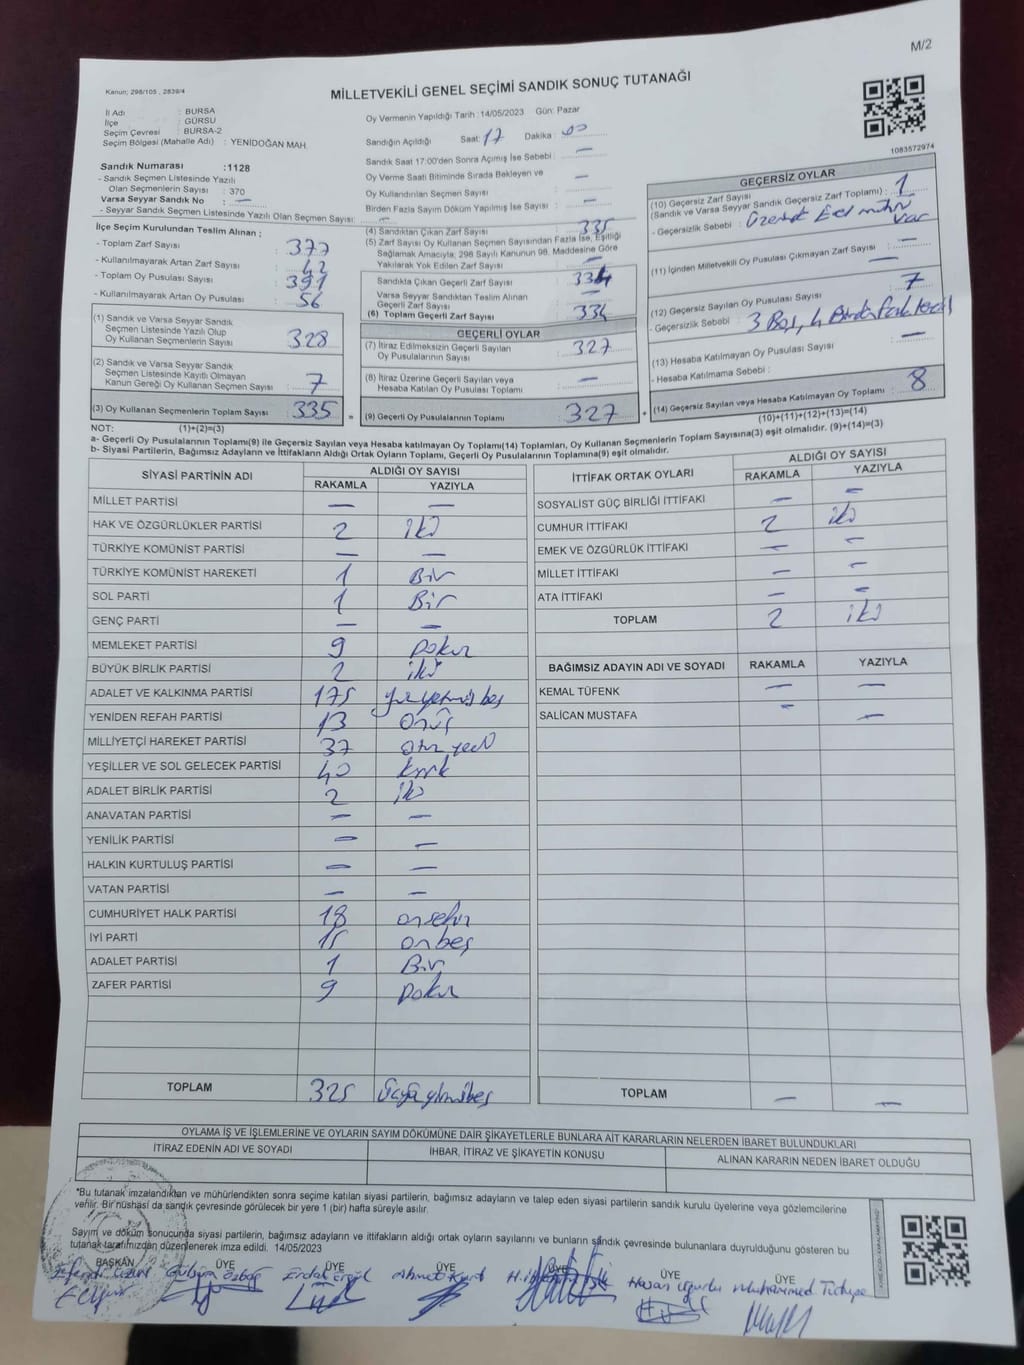 M/2
Kanun; 298/105 , 2839/4
MİLLETVEKİLİ GENEL SEÇİMİ SANDIK SONUÇ TUTANAĞI
İl Adı : BURSA
İlçe : GÜRSU
Seçim Çevresi : BURSA-2
Seçim Bölgesi (Mahalle Adı) : YENİDOĞAN MAH.
Sandık Numarası :1128
- Sandık Seçmen Listesinde Yazılı
Olan Seçmenlerin Sayısı : 370
Varsa Seyyar Sandık No : —
- Seyyar Sandık Seçmen Listesinde Yazılı Olan Seçmen Sayısı : —
İlçe Seçim Kurulundan Teslim Alınan ;
- Toplam Zarf Sayısı : 377
- Kullanılmayarak Artan Zarf Sayısı : 42
- Toplam Oy Pusulası Sayısı : 391
- Kullanılmayarak Artan Oy Pusulası : 56
(1) Sandık ve Varsa Seyyar Sandık
Seçmen Listesinde Yazılı Olup
Oy Kullanan Seçmenlerin Sayısı : 328
(2) Sandık ve Varsa Seyyar Sandık
Seçmen Listesinde Kayıtlı Olmayan
Kanun Gereği Oy Kullanan Seçmen Sayısı : 7
(3) Oy Kullanan Seçmenlerin Toplam Sayısı : 335
(1)+(2)=(3)
Oy Vermenin Yapıldığı Tarih : 14/05/2023 Gün: Pazar
Sandığın Açıldığı Saat: 17 Dakika : 00
Sandık Saat 17:00'den Sonra Açımış İse Sebebi : —
Oy Verme Saati Bitiminde Sırada Bekleyen ve
Oy Kullandırılan Seçmen Sayısı : —
Birden Fazla Sayım Döküm Yapılmış İse Sayısı : —
(4) Sandıktan Çıkan Zarf Sayısı : 335
(5) Zarf Sayısı Oy Kullanan Seçmen Sayısından Fazla İse, Eşitliği
Sağlamak Amacıyla, 298 Sayılı Kanunun 98. Maddesine Göre
Yakılarak Yok Edilen Zarf Sayısı : —
Sandıkta Çıkan Geçerli Zarf Sayısı : 334
Varsa Seyyar Sandıktan Teslim Alınan
Geçerli Zarf Sayısı : —
(6) Toplam Geçerli Zarf Sayısı : 334
GEÇERLİ OYLAR
(7) İtiraz Edilmeksizin Geçerli Sayılan
Oy Pusulalarının Sayısı : 327
(8) İtiraz Üzerine Geçerli Sayılan veya
Hesaba Katılan Oy Pusulası Toplamı : —
= (9) Geçerli Oy Pusulalarının Toplamı : 327
1083572974
GEÇERSİZ OYLAR
(10) Geçersiz Zarf Sayısı : 1
(Sandık ve Varsa Seyyar Sandık Geçersiz Zarf Toplamı)
- Geçersizlik Sebebi : Üzerinde Evet mührü
var
(11) İçinden Milletvekili Oy Pusulası Çıkmayan Zarf Sayısı : —
(12) Geçersiz Sayılan Oy Pusulası Sayısı : 7
- Geçersizlik Sebebi : 3 Boş, 4 Birden fazla tercih
(13) Hesaba Katılmayan Oy Pusulası Sayısı : —
- Hesaba Katılmama Sebebi :
+ (14) Geçersiz Sayılan veya Hesaba Katılmayan Oy Toplamı : 8
(10)+(11)+(12)+(13)=(14)
NOT:
a- Geçerli Oy Pusulalarının Toplamı(9) ile Geçersiz Sayılan veya Hesaba katılmayan Oy Toplamı(14) Toplamları, Oy Kullanan Seçmenlerin Toplam Sayısına(3) eşit olmalıdır. (9)+(14)=(3)
b- Siyasi Partilerin, Bağımsız Adayların ve İttifakların Aldığı Ortak Oyların Toplamı, Geçerli Oy Pusulalarının Toplamına(9) eşit olmalıdır.
SİYASİ PARTİNİN ADI ALDIĞI OY SAYISI
RAKAMLA YAZIYLA
MİLLET PARTİSİ — —
HAK VE ÖZGÜRLÜKLER PARTİSİ 2 iki
TÜRKİYE KOMÜNİST PARTİSİ — —
TÜRKİYE KOMÜNİST HAREKETİ 1 Bir
SOL PARTİ 1 Bir
GENÇ PARTİ — —
MEMLEKET PARTİSİ 9 Dokuz
BÜYÜK BİRLİK PARTİSİ 2 iki
ADALET VE KALKINMA PARTİSİ 175 yüzyetmişbeş
YENİDEN REFAH PARTİSİ 13 onüç
MİLLİYETÇİ HAREKET PARTİSİ 37 otuzyedi
YEŞİLLER VE SOL GELECEK PARTİSİ 40 kırk
ADALET BİRLİK PARTİSİ 2 iki
ANAVATAN PARTİSİ — —
YENİLİK PARTİSİ — —
HALKIN KURTULUŞ PARTİSİ — —
VATAN PARTİSİ — —
CUMHURİYET HALK PARTİSİ 18 onsekiz
İYİ PARTİ 15 onbeş
ADALET PARTİSİ 1 Bir
ZAFER PARTİSİ 9 Dokuz
TOPLAM 325 Üçyüzyirmibeş
İTTİFAK ORTAK OYLARI ALDIĞI OY SAYISI
RAKAMLA YAZIYLA
SOSYALİST GÜÇ BİRLİĞİ İTTİFAKI — —
CUMHUR İTTİFAKI 2 iki
EMEK VE ÖZGÜRLÜK İTTİFAKI — —
MİLLET İTTİFAKI — —
ATA İTTİFAKI — —
TOPLAM 2 iki
BAĞIMSIZ ADAYIN ADI VE SOYADI RAKAMLA YAZIYLA
KEMAL TÜFENK — —
SALİCAN MUSTAFA — —
TOPLAM — —
OYLAMA İŞ VE İŞLEMLERİNE VE OYLARIN SAYIM DÖKÜMÜNE DAİR ŞİKAYETLERLE BUNLARA AİT KARARLARIN NELERDEN İBARET BULUNDUKLARI
İTİRAZ EDENİN ADI VE SOYADI İHBAR, İTİRAZ VE ŞİKAYETİN KONUSU ALINAN KARARIN NEDEN İBARET OLDUĞU
*Bu tutanak imzalandıktan ve mühürlendikten sonra seçime katılan siyasi partilerin, bağımsız adayların ve talep eden siyasi partilerin sandık kurulu üyelerine veya gözlemcilerine
verilir. Bir nüshası da sandık çevresinde görülecek bir yere 1 (bir) hafta süreyle asılır.
Sayım ve döküm sonucunda siyasi partilerin, bağımsız adayların ve ittifakların aldığı ortak oyların sayılarını ve bunların sandık çevresinde bulunanlara duyrulduğunu gösteren bu
tutanak tarafımızdan düzenlenerek imza edildi. 14/05/2023
BAŞKAN ÜYE ÜYE ÜYE ÜYE ÜYE ÜYE
Gülsüm Özbağ Erdal Ahmet Kurt Hasan Uğurlu Muhammed